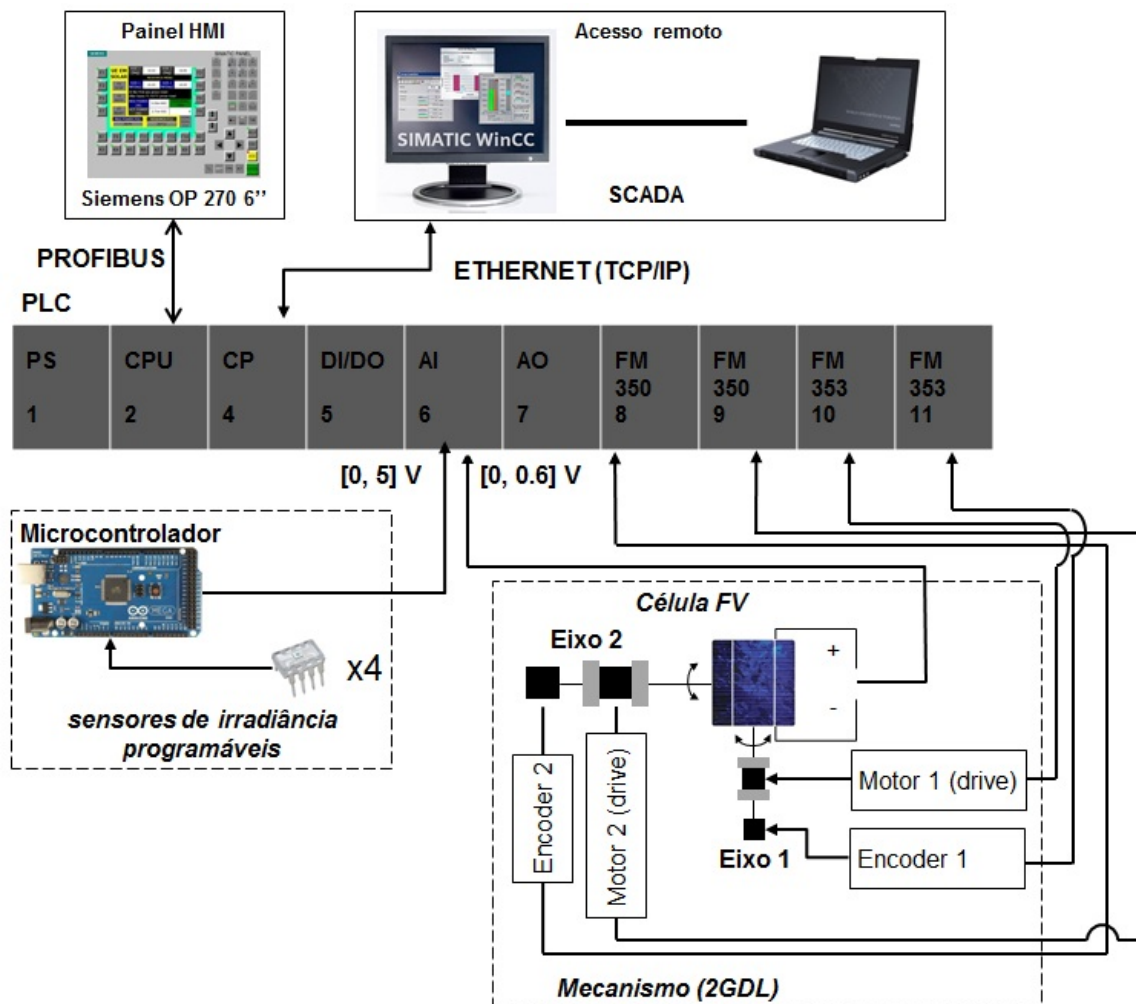 Painel HMI
SIMATIC PANEL
Siemens OP 270 6’’
Acesso remoto
SIMATIC WinCC
SCADA
PROFIBUS
ETHERNET (TCP/IP)
PLC
PS
1
CPU
2
CP
4
DI/DO
5
AI
6
AO
7
FM
350
8
FM
350
9
FM
353
10
FM
353
11
[0, 5] V
[0, 0.6] V
Microcontrolador
x4
sensores de irradiância
programáveis
Célula FV
Eixo 2
+
-
Encoder 2
Motor 2 (drive)
Motor 1 (drive)
Eixo 1
Encoder 1
Mecanismo (2GDL)